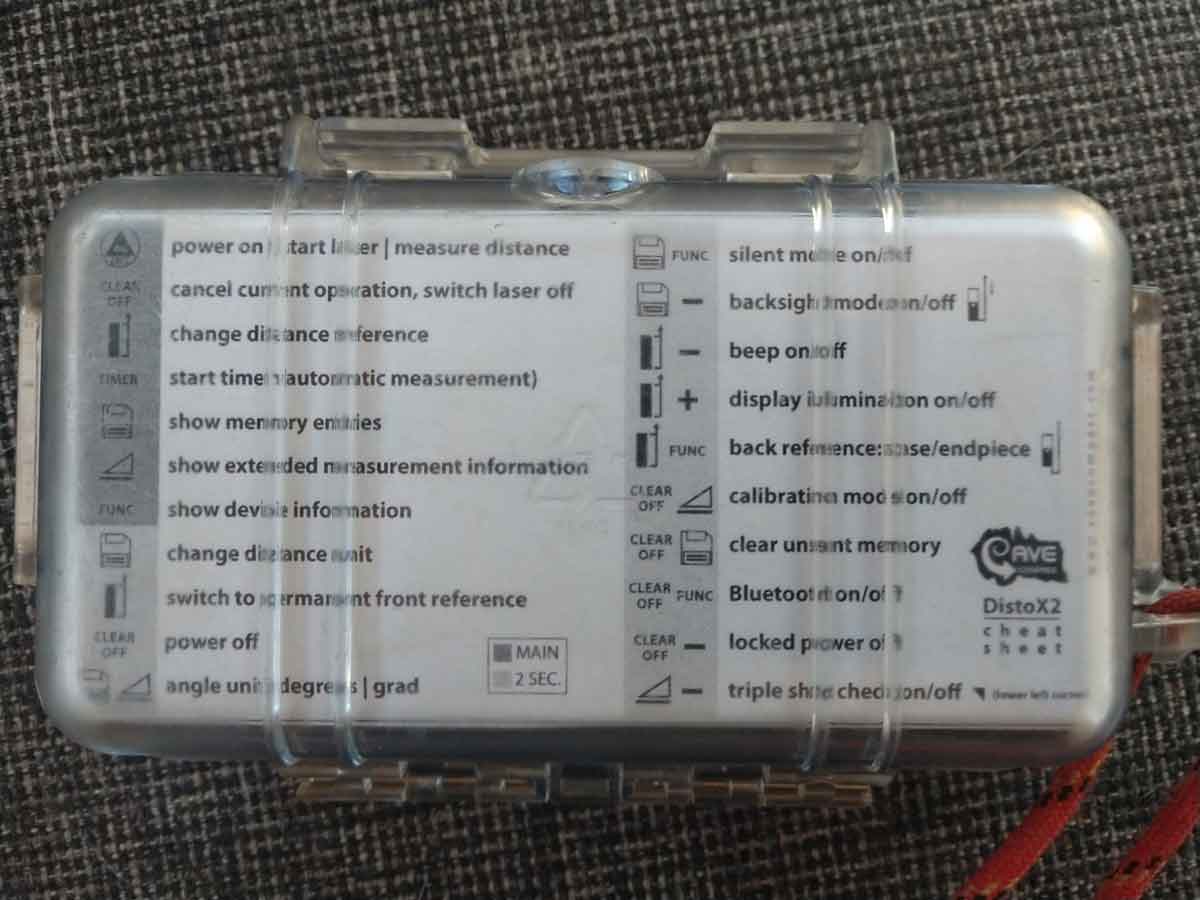 power on | start laser | measure distance
CLEAR OFF cancel current operation, switch laser off
change distance reference
TIMER start timer (automatic measurement)
show memory entries
show extended measurement information
FUNC show device information
change distance unit
switch to permanent front reference
CLEAR OFF power off
angle unit: degrees | grad
MAIN
2 SEC.
FUNC silent mode on/off
– backsight mode on/off
– beep on/off
+ display illumination on/off
FUNC back reference: base/endpiece
CLEAR OFF calibration mode on/off
CLEAR OFF clear unsent memory
CLEAR OFF FUNC Bluetooth on/off
CLEAR OFF – locked power off
– triple shot check on/off (lower left corner)
CAVE
DistoX2
cheat
sheet